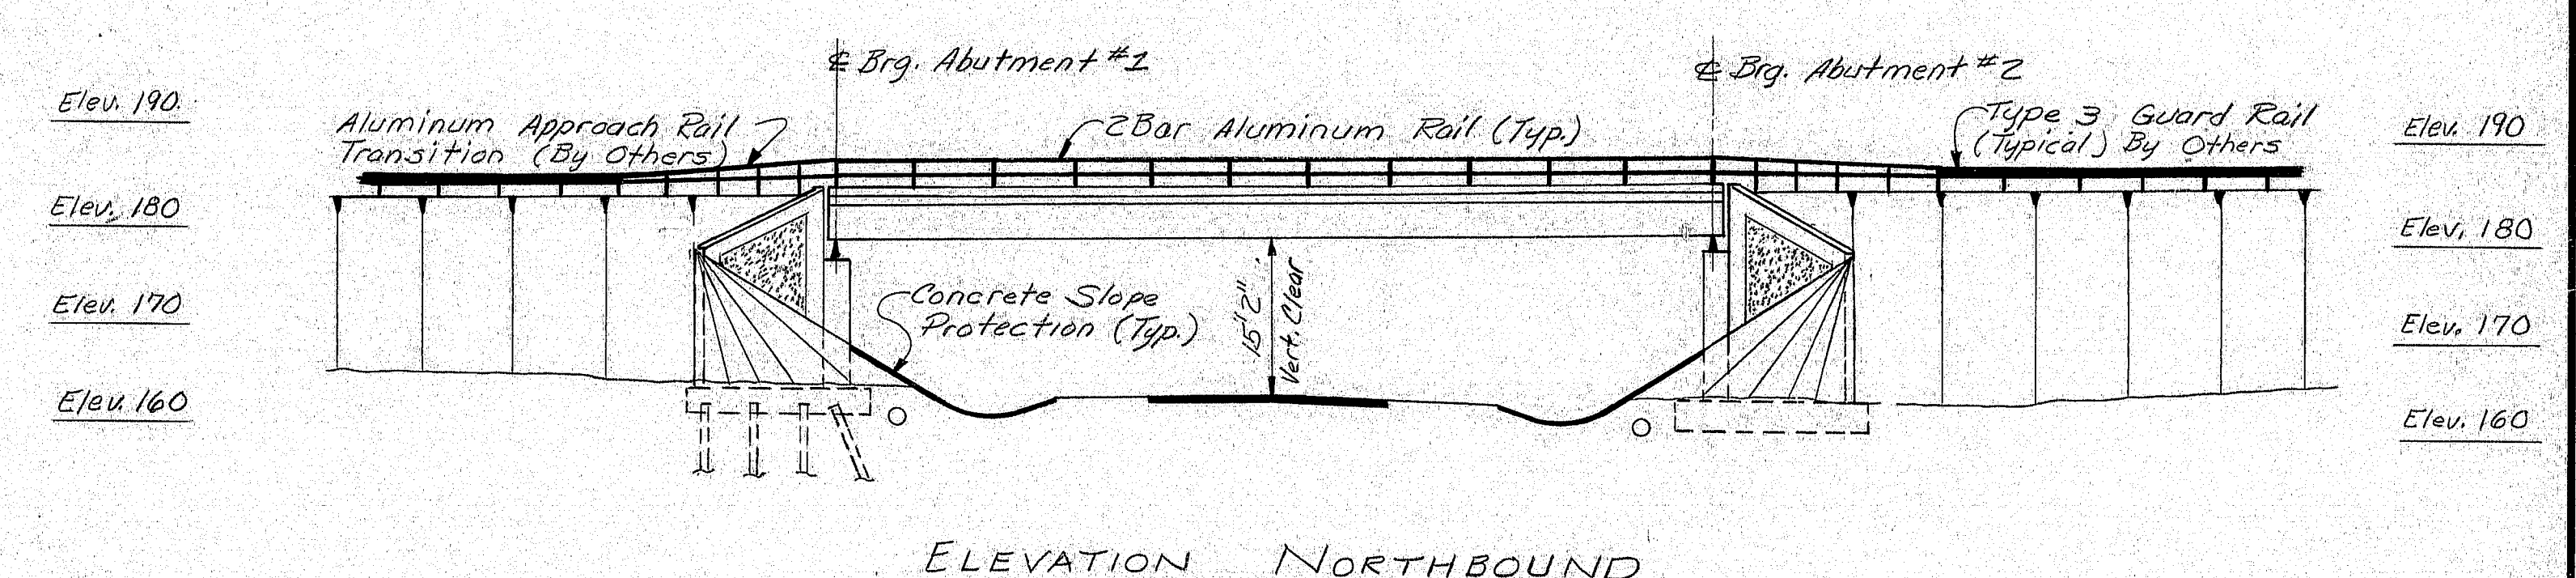 ℄ Brg. Abutment #1
℄ Brg. Abutment #2
Elev. 190
Aluminum Approach Rail
Transition (By Others)
2 Bar Aluminum Rail (Typ.)
Type 3 Guard Rail
(Typical) By Others
Elev. 190
Elev. 180
Elev. 180
Elev. 170
Concrete Slope
Protection (Typ.)
15'2"
Vert. Clear
Elev. 170
Elev. 160
Elev. 160
ELEVATION NORTHBOUND